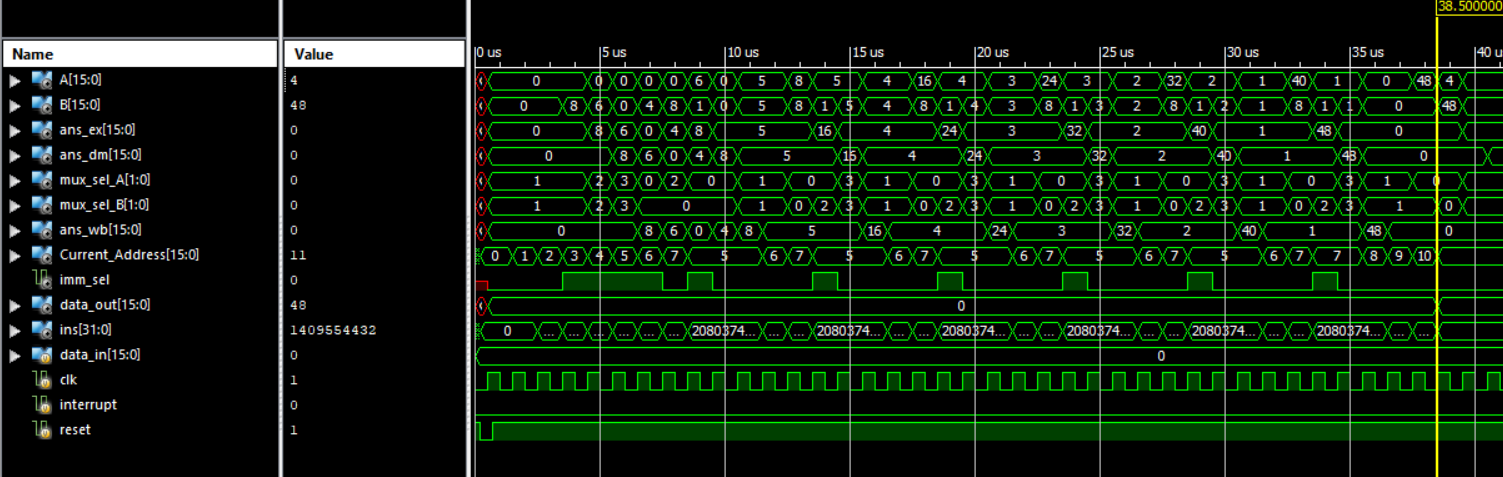 38.500000
Name Value 0 us 5 us 10 us 15 us 20 us 25 us 30 us 35 us 40 u
A[15:0] 4 0 0 0 0 0 6 0 5 8 5 4 16 4 3 24 3 2 32 2 1 40 1 0 48 4
B[15:0] 48 0 8 6 0 4 8 1 0 5 8 1 5 4 8 1 4 3 8 1 3 2 8 1 2 1 8 1 1 0 48
ans_ex[15:0] 0 0 8 6 0 4 8 5 16 4 24 3 32 2 40 1 48 0
ans_dm[15:0] 0 0 8 6 0 4 8 5 16 4 24 3 32 2 40 1 48 0
mux_sel_A[1:0] 0 1 2 3 0 2 0 1 0 3 1 0 3 1 0 3 1 0 3 1 0 3 1 0 3 1 0
mux_sel_B[1:0] 0 1 2 3 0 1 0 2 3 1 0 2 3 1 0 2 3 1 0 2 3 1 0 2 3 1 0
ans_wb[15:0] 0 0 8 6 0 4 8 5 16 4 24 3 32 2 40 1 48 0
Current_Address[15:0] 11 0 1 2 3 4 5 6 7 5 6 7 5 6 7 5 6 7 5 6 7 5 6 7 7 8 9 10
imm_sel 0
data_out[15:0] 48 0
ins[31:0] 1409554432 0 ... ... ... ... ... ... 2080374... ... ... 2080374... ... ... 2080374... ... ... 2080374... ... ... 2080374... ... ... 2080374... ... ...
data_in[15:0] 0 0
clk 1
interrupt 0
reset 1